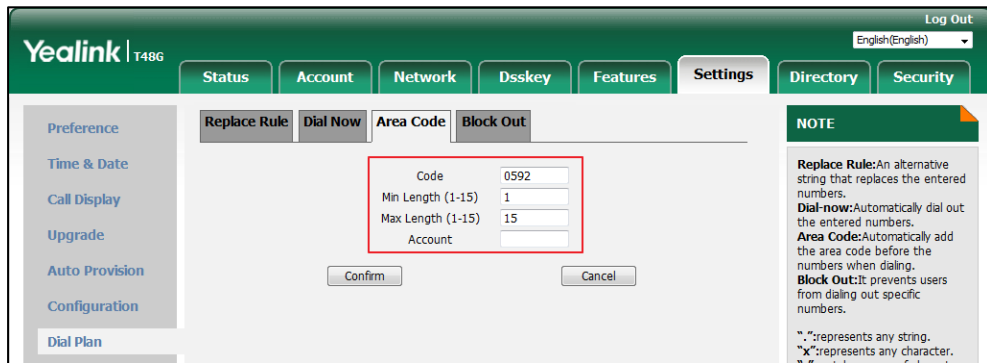 Log Out
Yealink | T48G
English(English)
Status Account Network Dsskey Features Settings Directory Security
Preference
Time & Date
Call Display
Upgrade
Auto Provision
Configuration
Dial Plan
Replace Rule Dial Now Area Code Block Out
Code 0592
Min Length (1-15) 1
Max Length (1-15) 15
Account
Confirm Cancel
NOTE
Replace Rule:An alternative
string that replaces the entered
numbers.
Dial-now:Automatically dial out
the entered numbers.
Area Code:Automatically add
the area code before the
numbers when dialing.
Block Out:It prevents users
from dialing out specific
numbers.
".":represents any string.
"x":represents any character.